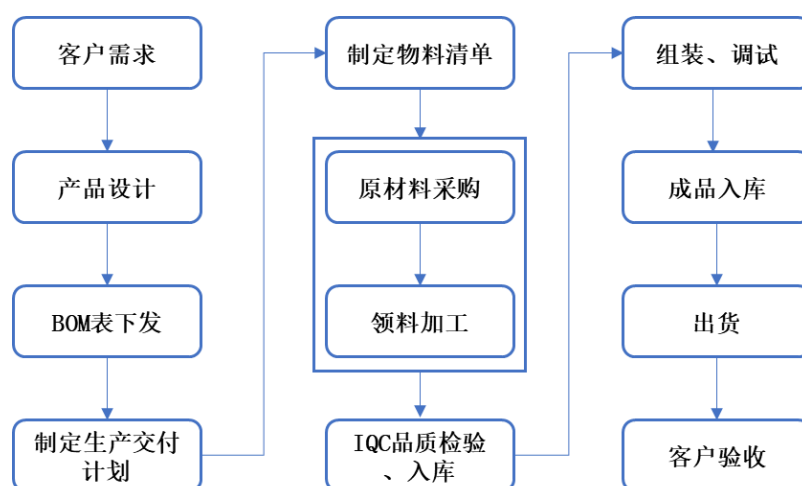 客户需求
产品设计
BOM表下发
制定生产交付
计划
制定物料清单
原材料采购
领料加工
IQC品质检验
、入库
组装、调试
成品入库
出货
客户验收